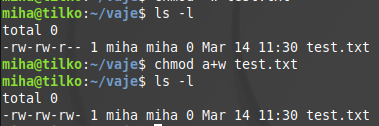 miha@tilko:~/vaje$ ls -l
total 0
-rw-rw-r-- 1 miha miha 0 Mar 14 11:30 test.txt
miha@tilko:~/vaje$ chmod a+w test.txt
miha@tilko:~/vaje$ ls -l
total 0
-rw-rw-rw- 1 miha miha 0 Mar 14 11:30 test.txt